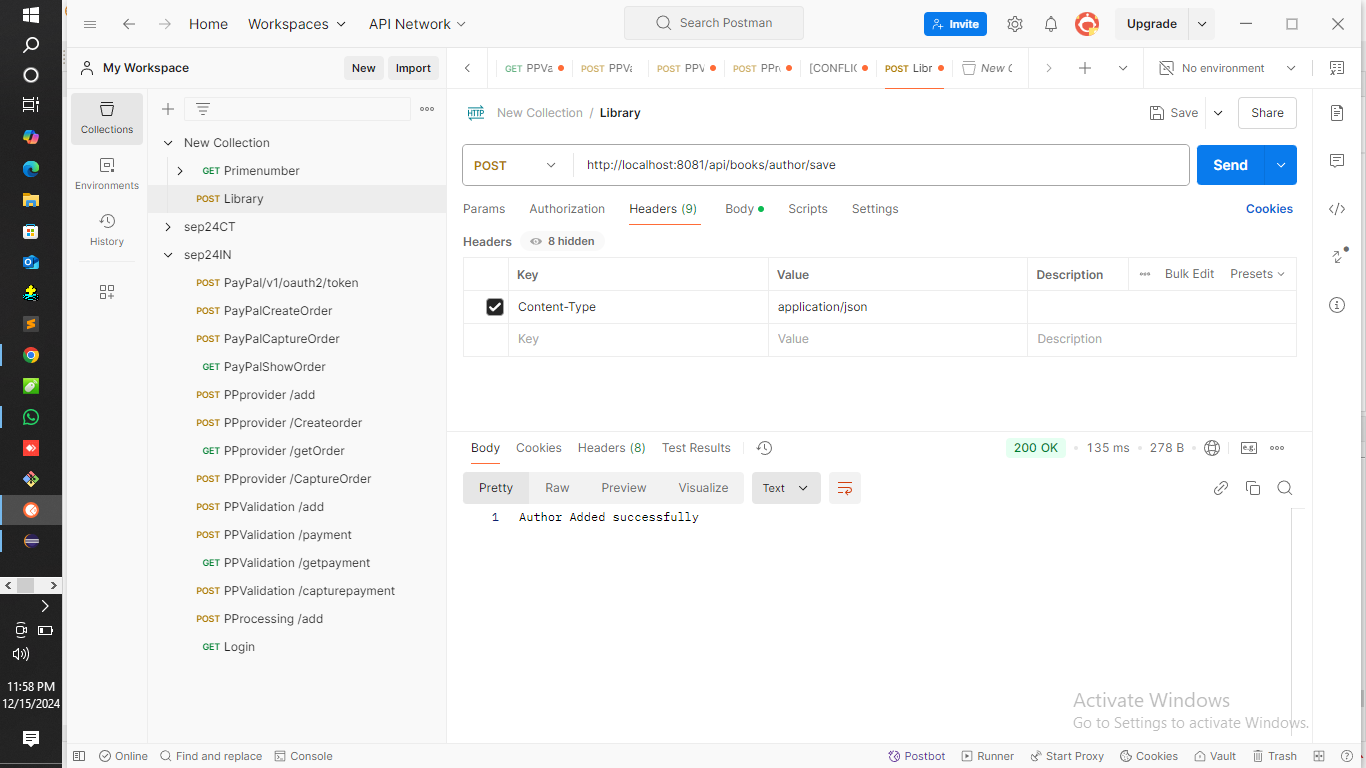 Home Workspaces API Network Search Postman Invite Upgrade
My Workspace New Import GET PPVa POST PPVa POST PPV POST PPr [CONFLIC POST Libr New C No environment
Collections
Environments
History
New Collection
GET Primenumber
POST Library
sep24CT
sep24IN
POST PayPal/v1/oauth2/token
POST PayPalCreateOrder
POST PayPalCaptureOrder
GET PayPalShowOrder
POST PPprovider /add
POST PPprovider /Createorder
GET PPprovider /getOrder
POST PPprovider /CaptureOrder
POST PPValidation /add
POST PPValidation /payment
GET PPValidation /getpayment
POST PPValidation /capturepayment
POST PProcessing /add
GET Login
HTTP New Collection / Library Save Share
POST http://localhost:8081/api/books/author/save Send
Params Authorization Headers (9) Body Scripts Settings Cookies
Headers 8 hidden
Key Value Description Bulk Edit Presets
Content-Type application/json
Key Value Description
Body Cookies Headers (8) Test Results 200 OK 135 ms 278 B e.g.
Pretty Raw Preview Visualize Text
1 Author Added successfully
Activate Windows
Go to Settings to activate Windows.
11:58 PM
12/15/2024
Online Find and replace Console Postbot Runner Start Proxy Cookies Vault Trash